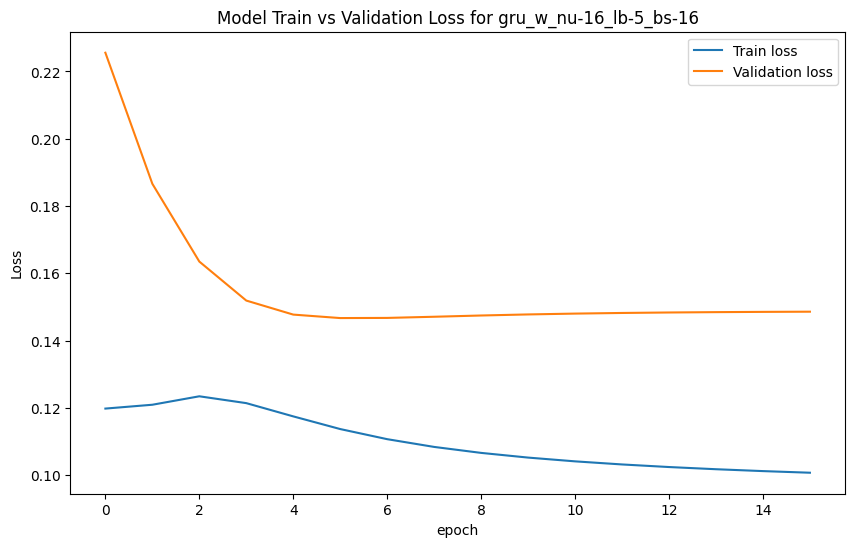 Model Train vs Validation Loss for gru_w_nu-16_lb-5_bs-16
Train loss
Validation loss
Loss
0.22
0.20
0.18
0.16
0.14
0.12
0.10
0 2 4 6 8 10 12 14
epoch